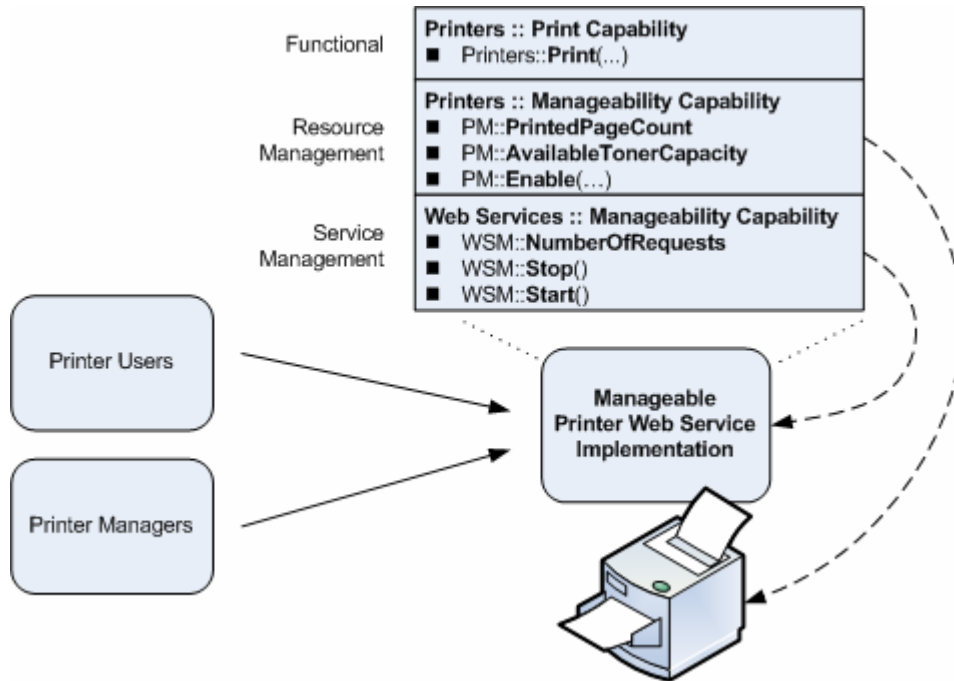 Functional
Printers :: Print Capability
■ Printers::Print(...)
Resource
Management
Printers :: Manageability Capability
■ PM::PrintedPageCount
■ PM::AvailableTonerCapacity
■ PM::Enable(...)
Service
Management
Web Services :: Manageability Capability
■ WSM::NumberOfRequests
■ WSM::Stop()
■ WSM::Start()
Printer Users
Manageable
Printer Web Service
Implementation
Printer Managers